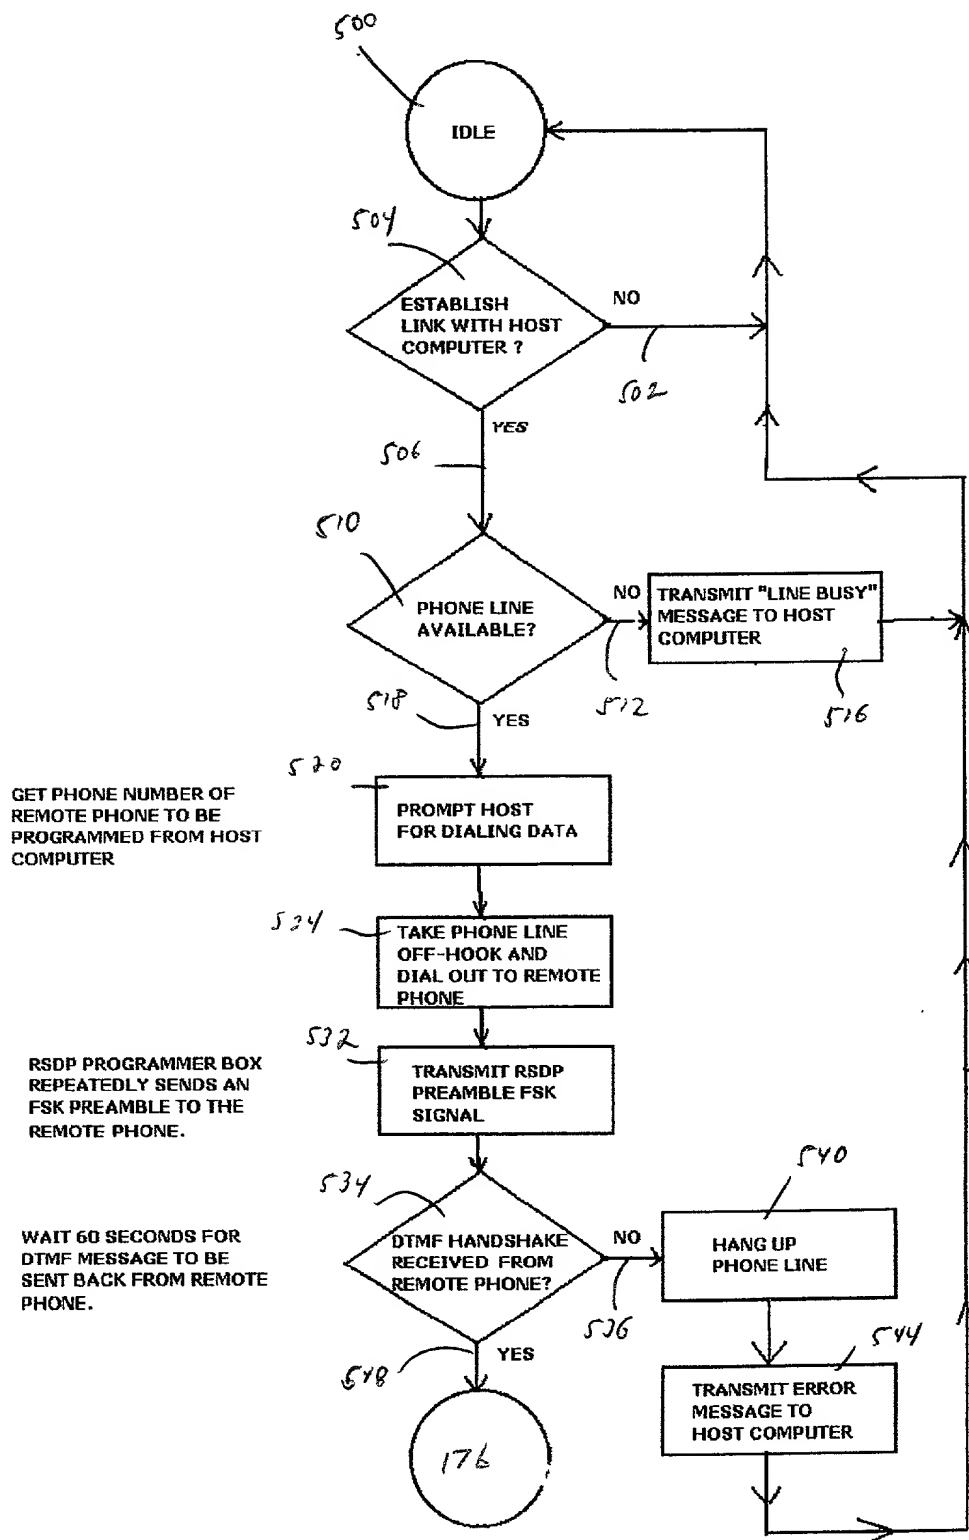 500
IDLE
504
ESTABLISH
LINK WITH HOST
COMPUTER ?
NO
502
YES
506
510
PHONE LINE
AVAILABLE?
NO
512
TRANSMIT "LINE BUSY"
MESSAGE TO HOST
COMPUTER
516
518
YES
520
GET PHONE NUMBER OF
REMOTE PHONE TO BE
PROGRAMMED FROM HOST
COMPUTER
PROMPT HOST
FOR DIALING DATA
524
TAKE PHONE LINE
OFF-HOOK AND
DIAL OUT TO REMOTE
PHONE
532
RSDP PROGRAMMER BOX
REPEATEDLY SENDS AN
FSK PREAMBLE TO THE
REMOTE PHONE.
TRANSMIT RSDP
PREAMBLE FSK
SIGNAL
534
WAIT 60 SECONDS FOR
DTMF MESSAGE TO BE
SENT BACK FROM REMOTE
PHONE.
DTMF HANDSHAKE
RECEIVED FROM
REMOTE PHONE?
NO
536
540
HANG UP
PHONE LINE
544
TRANSMIT ERROR
MESSAGE TO
HOST COMPUTER
548
YES
176